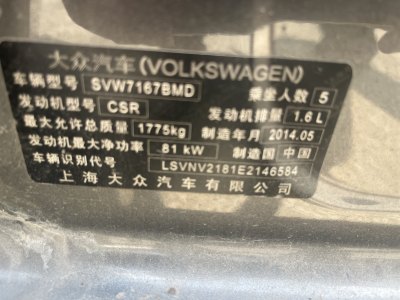 大众汽车(VOLKSWAGEN)
车辆型号 SVW7167BMD 乘坐人数 5
发动机型号 CSR 发动机排量 1.6L
最大允许总质量 1775kg 制造年月 2014.05
发动机最大净功率 81 kW 制造国 中国
车辆识别代号 LSVNV2181E2146584
上海大众汽车有限公司